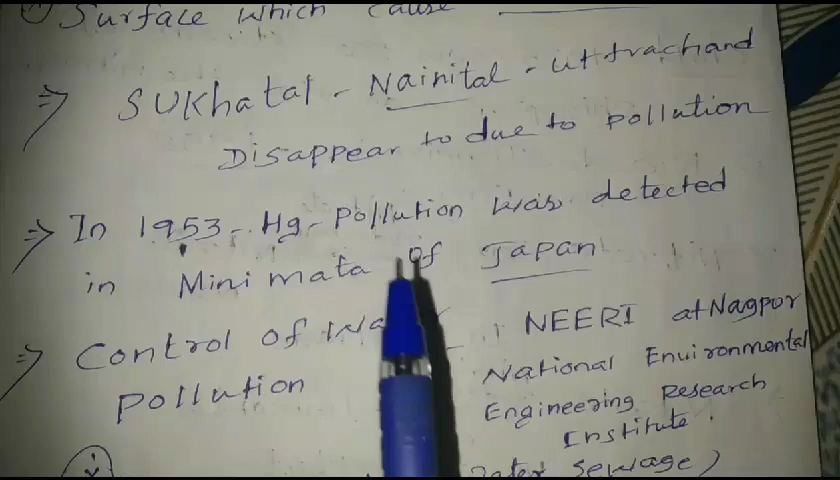 Surface which cause
⇒ SUKhatal - Nainital - uttrachand
Disappear to due to pollution
⇒ In 1953 - Hg - pollution was detected
in Minimata of Japan
⇒ Control of
pollution
NEERI at Nagpur
National Environmental
Engineering Research
Institute.
Sewage)